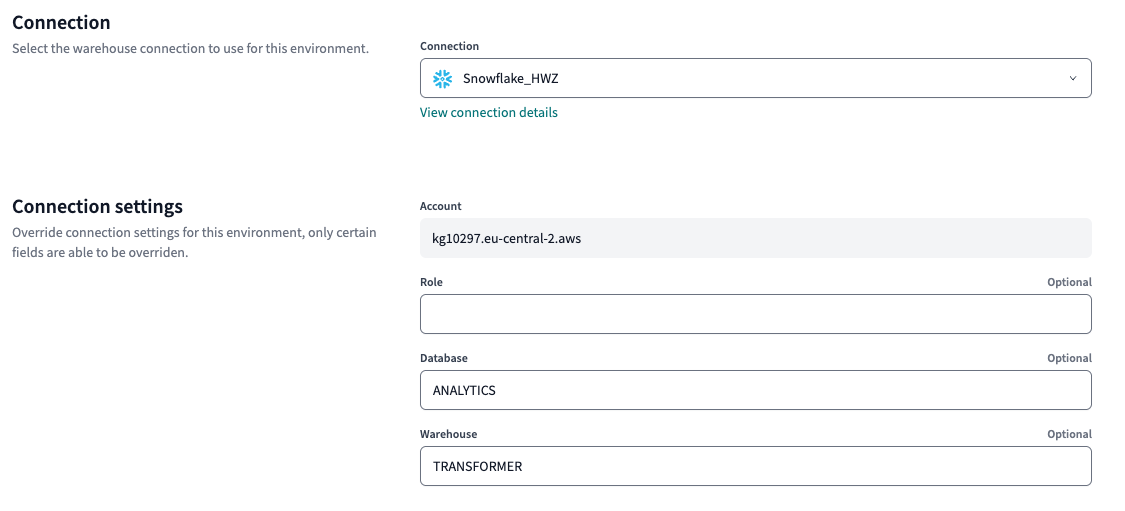 Connection
Select the warehouse connection to use for this environment.
Connection
Snowflake_HWZ
View connection details
Connection settings
Override connection settings for this environment, only certain
fields are able to be overriden.
Account
kg10297.eu-central-2.aws
Role
Optional
Database
Optional
ANALYTICS
Warehouse
Optional
TRANSFORMER